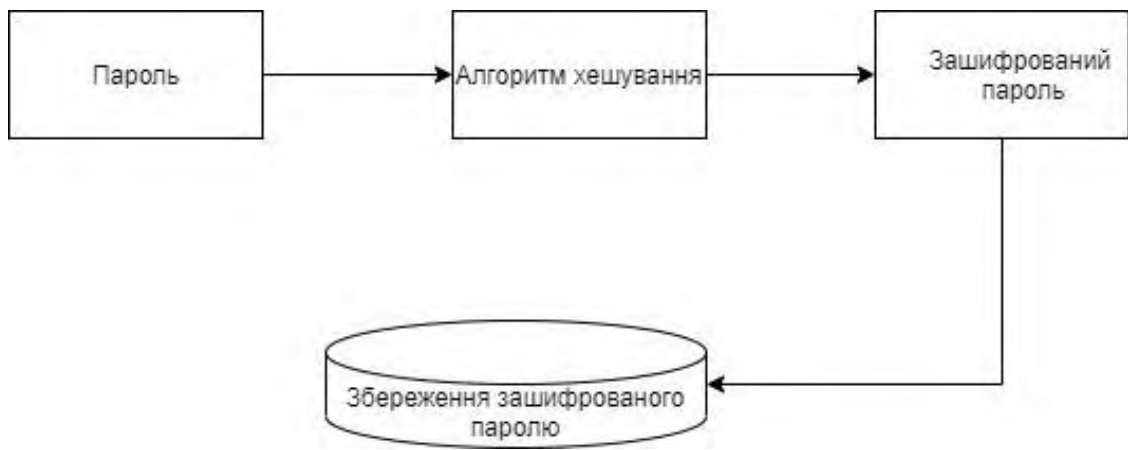 Пароль
Алгоритм хешування
Зашифрований
пароль
Збереження зашифрованого
паролю